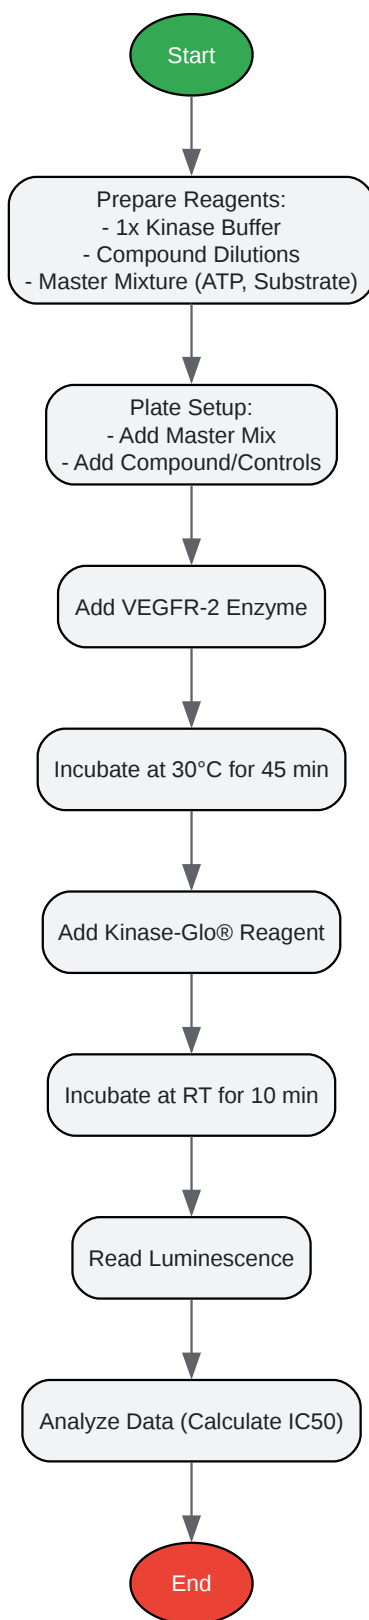 Start
Prepare Reagents:
- 1x Kinase Buffer
- Compound Dilutions
- Master Mixture (ATP, Substrate)
Plate Setup:
- Add Master Mix
- Add Compound/Controls
Add VEGFR-2 Enzyme
Incubate at 30°C for 45 min
Add Kinase-Glo® Reagent
Incubate at RT for 10 min
Read Luminescence
Analyze Data (Calculate IC50)
End